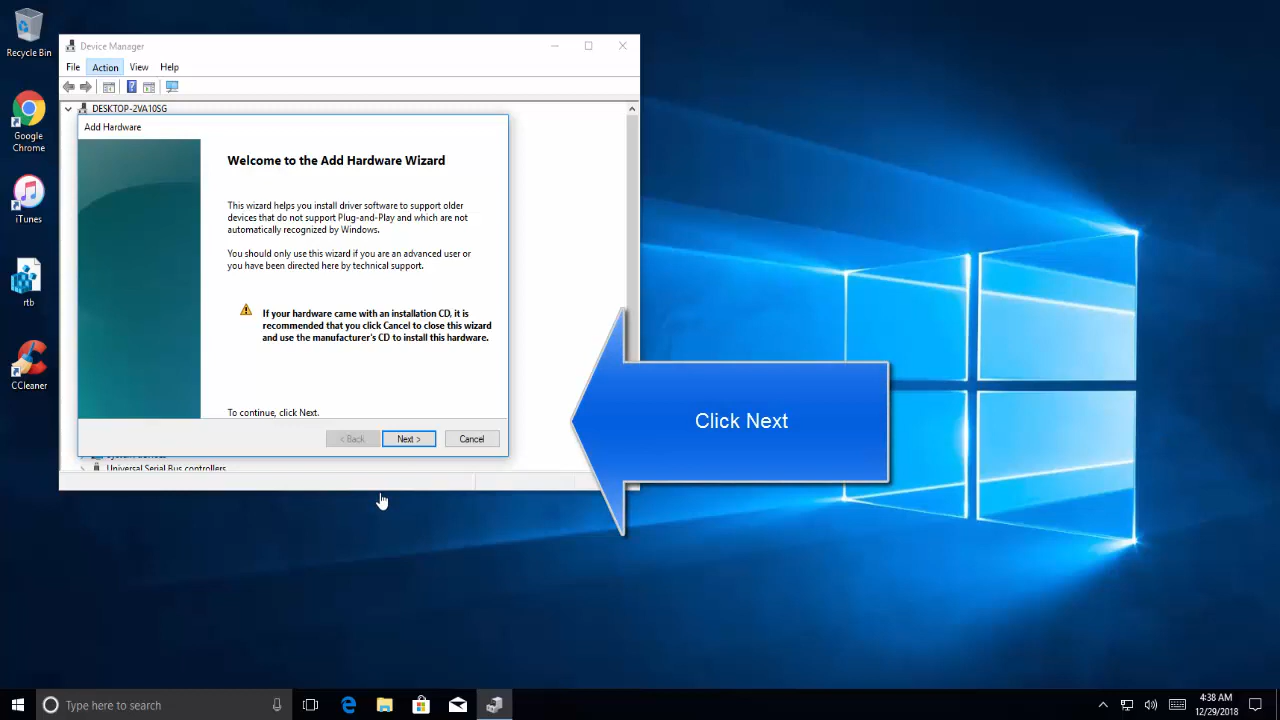 Recycle Bin
Google
Chrome
iTunes
rtb
CCleaner
Device Manager
File Action View Help
DESKTOP-2VA10SG
Add Hardware
Welcome to the Add Hardware Wizard
This wizard helps you install driver software to support older
devices that do not support Plug-and-Play and which are not
automatically recognized by Windows.
You should only use this wizard if you are an advanced user or
you have been directed here by technical support.
If your hardware came with an installation CD, it is
recommended that you click Cancel to close this wizard
and use the manufacturer's CD to install this hardware.
To continue, click Next.
< Back Next > Cancel
Universal Serial Bus controllers
Click Next
Type here to search
4:38 AM
12/29/2018